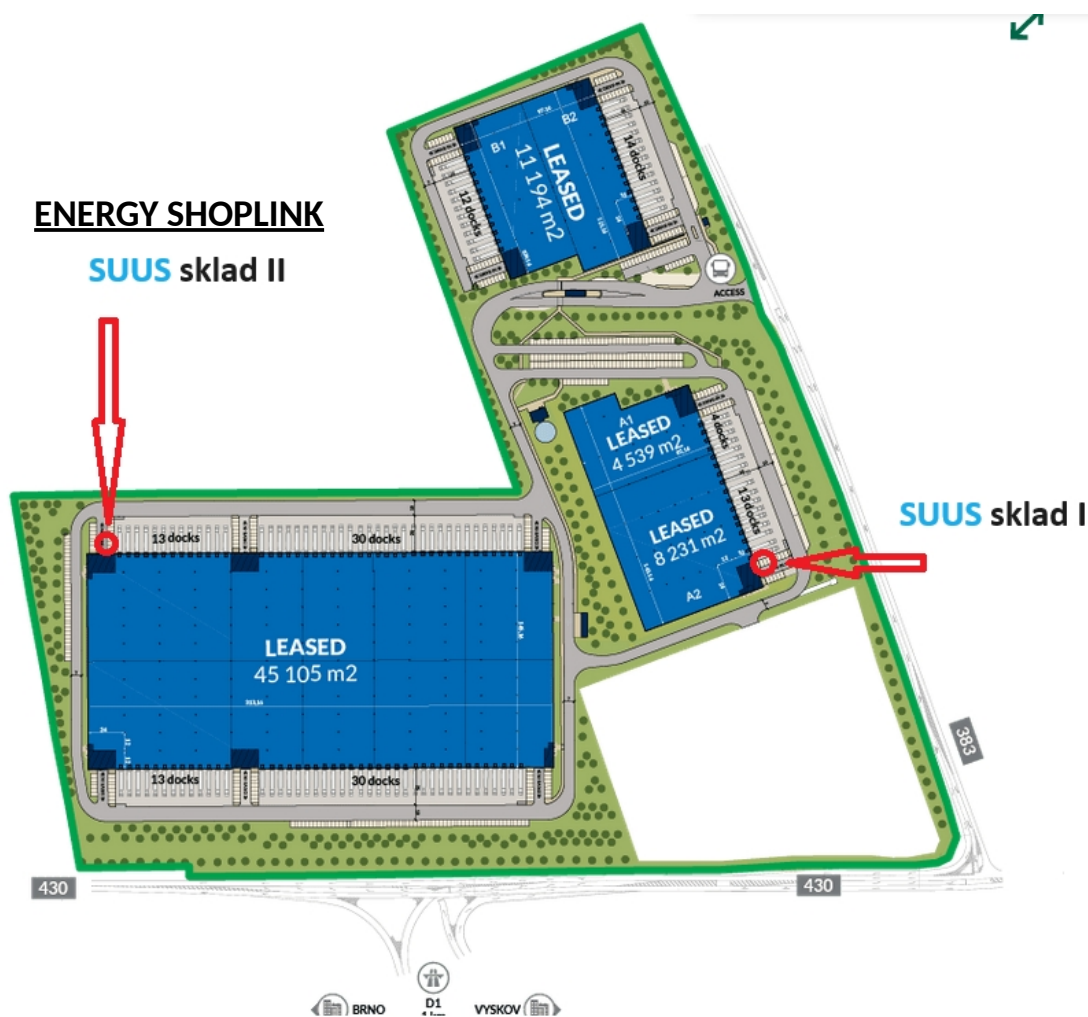 ENERGY SHOPLINK
SUUS sklad II
B2
B1
LEASED
11 194 m2
14 docks
12 docks
ACCESS
A1
LEASED
4 539 m2
4 docks
13docks
LEASED
8 231 m2
A2
SUUS sklad I
13 docks
30 docks
LEASED
45 105 m2
13 docks
30 docks
383
430
430
D1
BRNO
VYSKOV